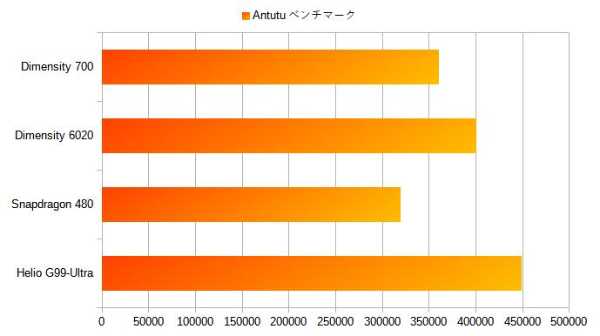 Antutu ベンチマーク
Dimensity 700
Dimensity 6020
Snapdragon 480
Helio G99-Ultra
0 50000 100000 150000 200000 250000 300000 350000 400000 450000 500000